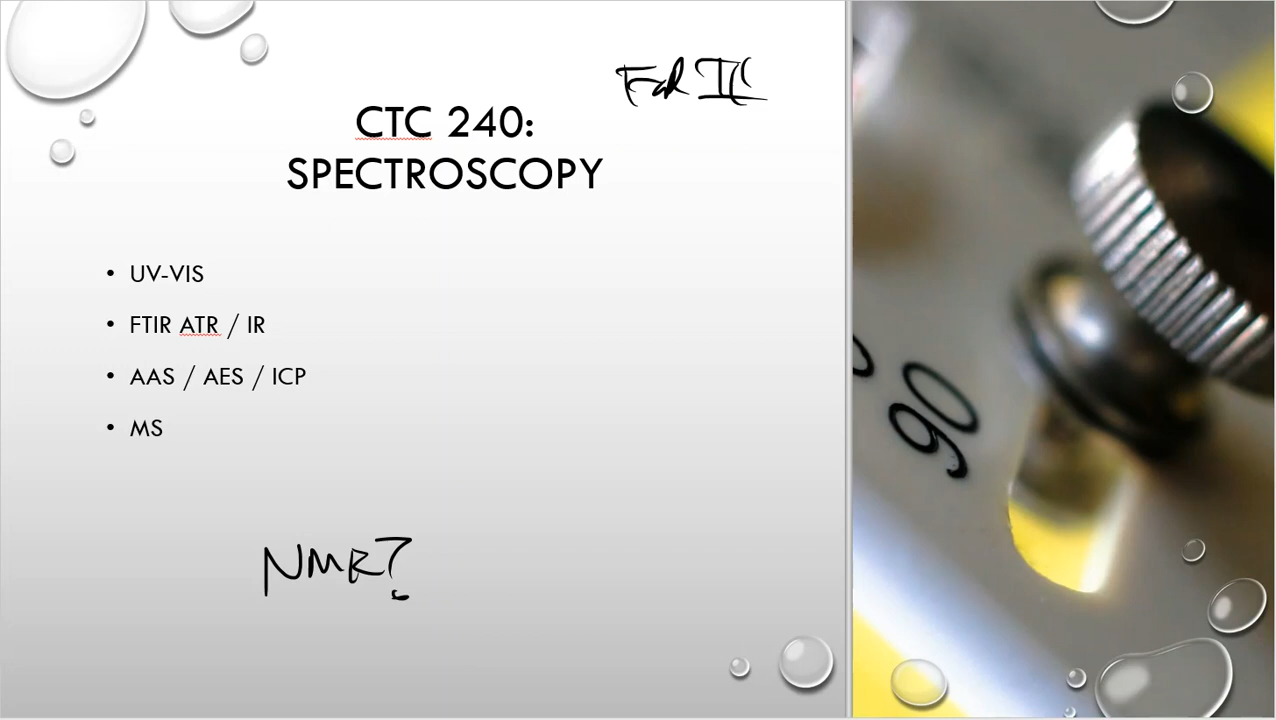 CTC 240:
SPECTROSCOPY
• UV-VIS
• FTIR ATR / IR
• AAS / AES / ICP
• MS
NMR?
90